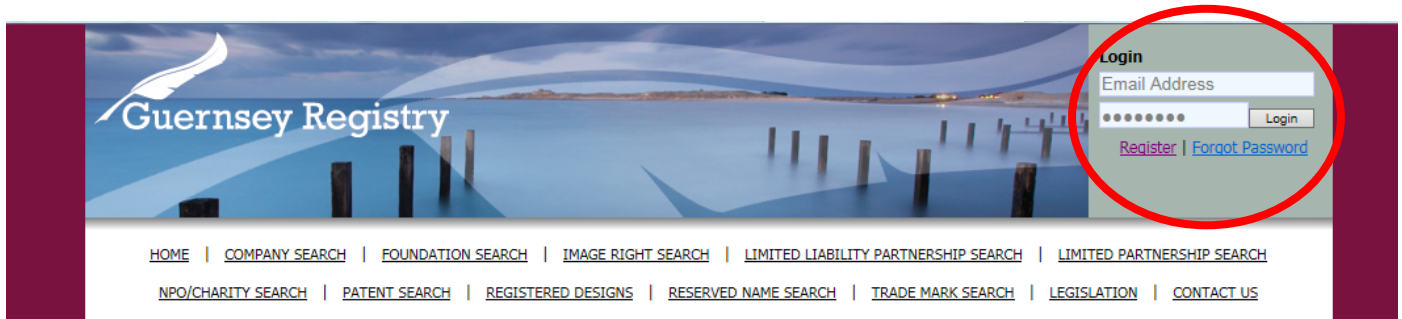 Guernsey Registry
Login
Email Address
●●●●●●●● Login
Register | Forgot Password
HOME | COMPANY SEARCH | FOUNDATION SEARCH | IMAGE RIGHT SEARCH | LIMITED LIABILITY PARTNERSHIP SEARCH | LIMITED PARTNERSHIP SEARCH
NPO/CHARITY SEARCH | PATENT SEARCH | REGISTERED DESIGNS | RESERVED NAME SEARCH | TRADE MARK SEARCH | LEGISLATION | CONTACT US